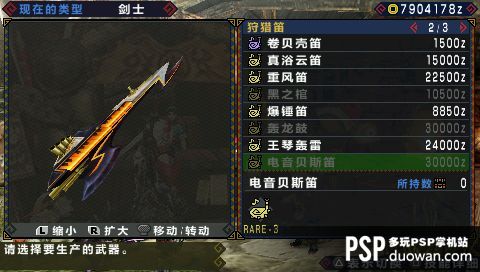 现在的类型 剑士
7904178z
狩猎笛 2/3
卷贝壳笛 1500z
真浴云笛 15000z
重风笛 22500z
黑之棺 10500z
爆锤笛 8850z
轰龙鼓 30000z
王琴轰雷 24000z
电音贝斯笛 30000z
电音贝斯笛 所持数 0
RARE-3
L 缩小 R 扩大 移动/转动
请选择要生产的武器。
PSP 多玩PSP掌机站
duowan.com